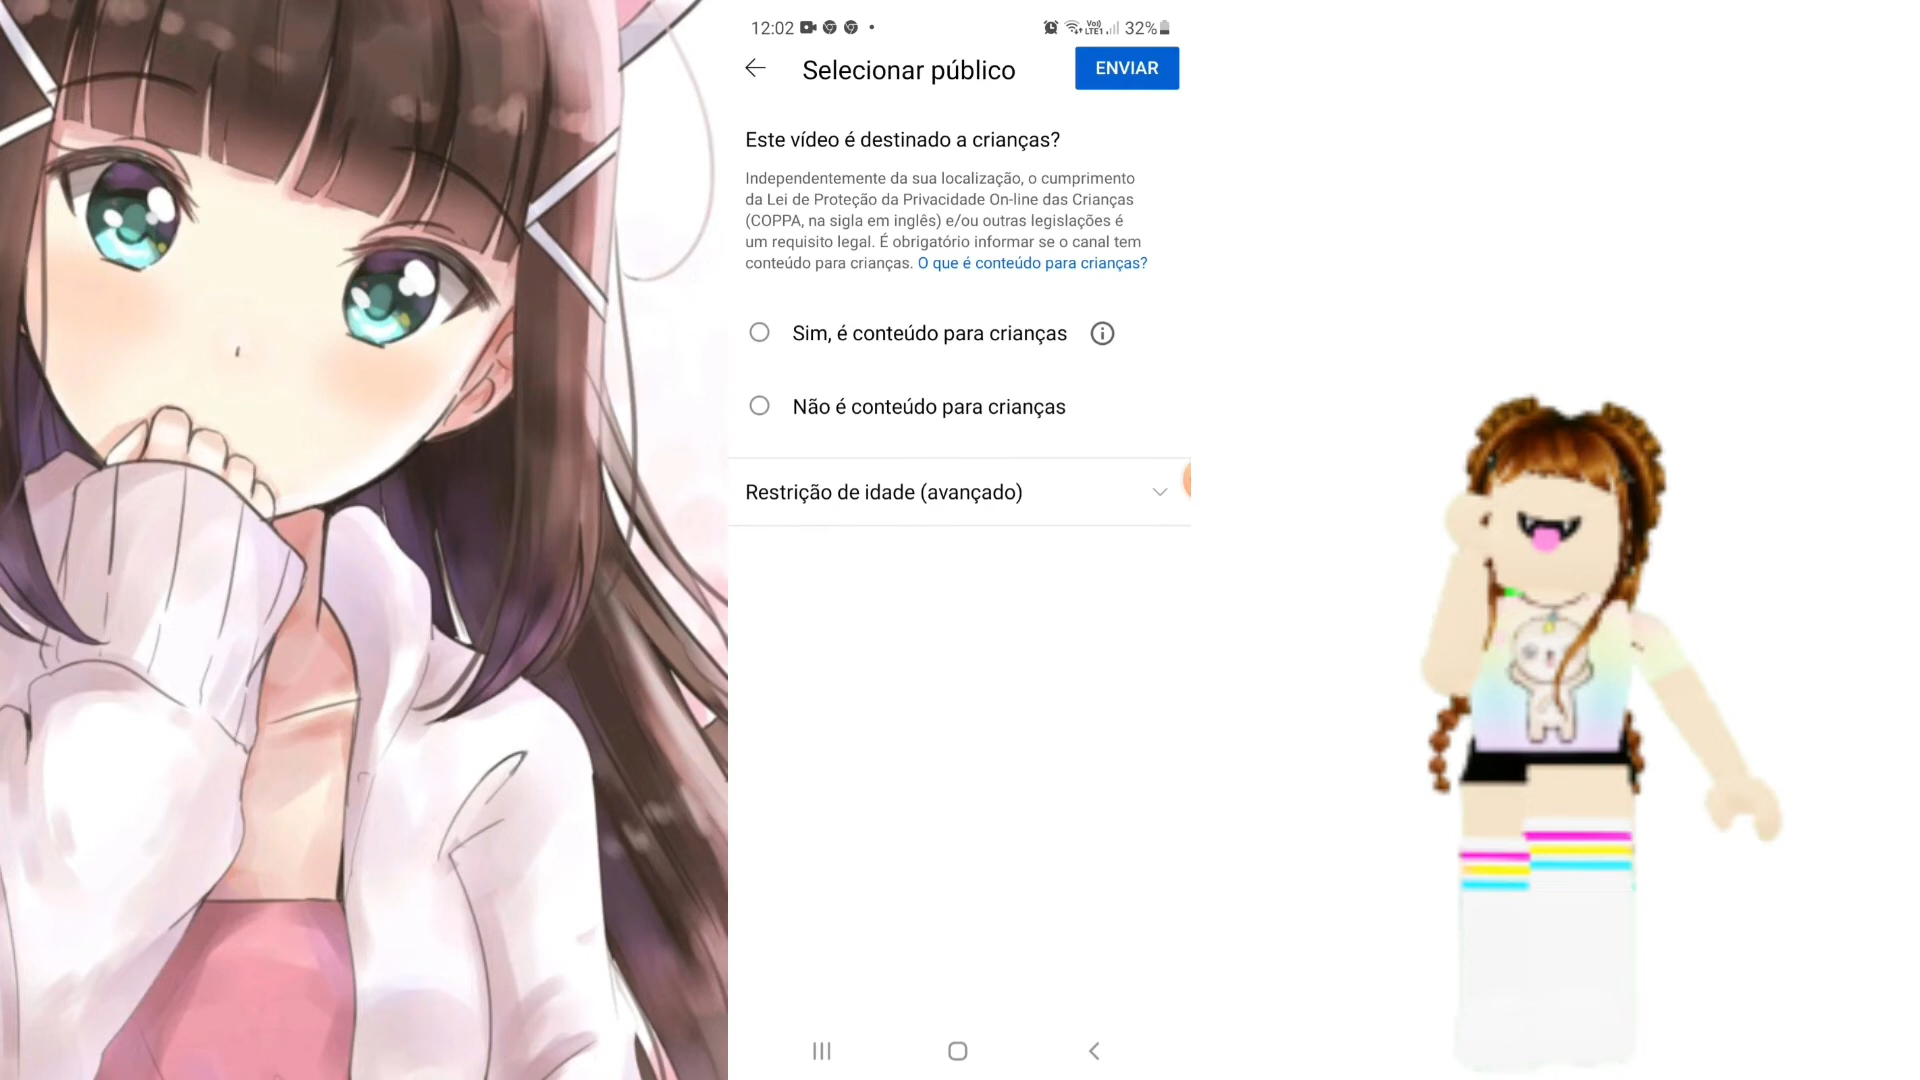 12:02
Vo)) LTE1 32%
Selecionar público
ENVIAR
Este vídeo é destinado a crianças?
Independentemente da sua localização, o cumprimento
da Lei de Proteção da Privacidade On-line das Crianças
(COPPA, na sigla em inglês) e/ou outras legislações é
um requisito legal. É obrigatório informar se o canal tem
conteúdo para crianças. O que é conteúdo para crianças?
Sim, é conteúdo para crianças
Não é conteúdo para crianças
Restrição de idade (avançado)